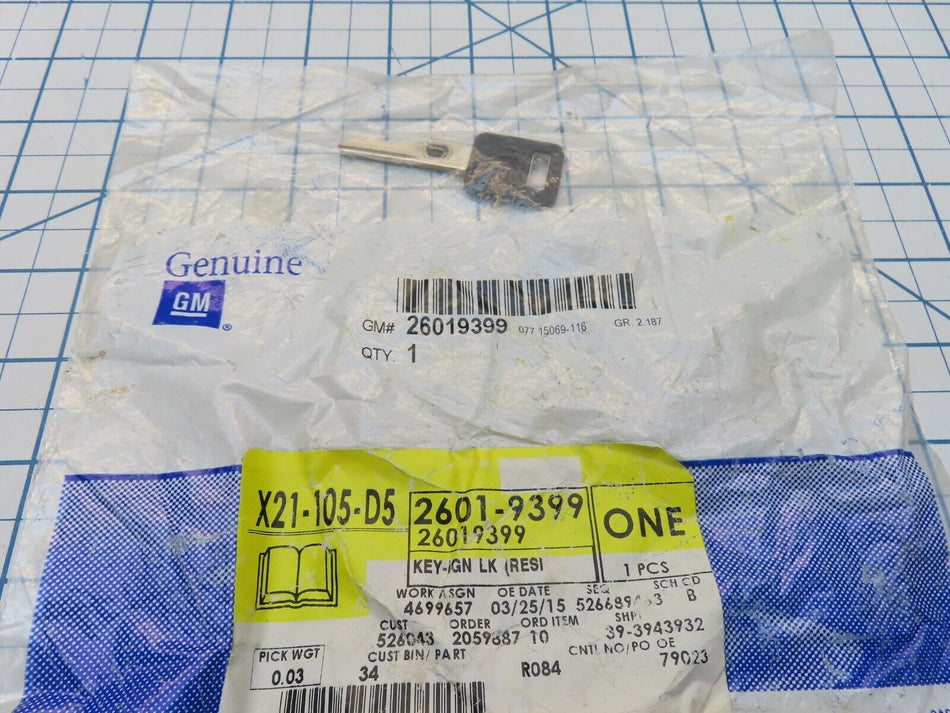 Genuine
GM
®
GM# 26019399 077 15069-116 GR. 2.187
QTY. 1
X21-105-D5
2601-9399
26019399
KEY-IGN LK (RESI
ONE
1 PCS
WORK ASGN OE DATE SEQ SCH CD
4699657 03/25/15 B
CUST ORDER ORD ITEM
2059887 10 39-3943932
CUST BIN/ PART CNTL NO/PO OE
34 R084 79023
PICK WGT
0.03